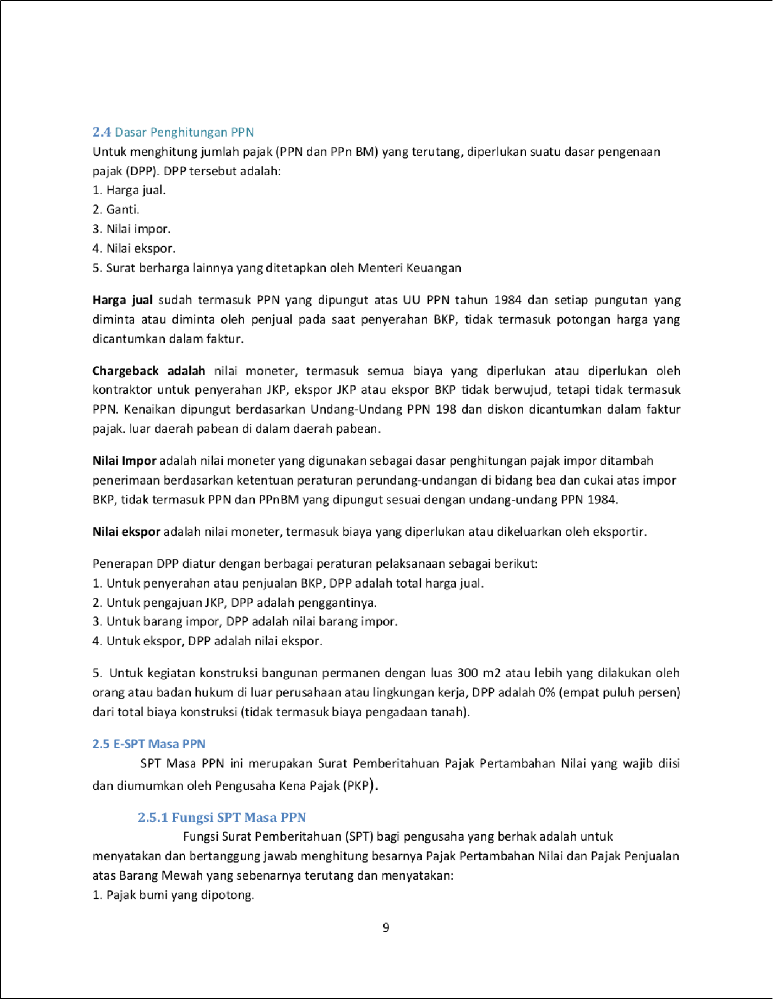 2.4 Dasar Penghitungan PPN
Untuk menghitung jumlah pajak (PPN dan PPn BM) yang terutang, diperlukan suatu dasar pengenaan
pajak (DPP). DPP tersebut adalah:
1. Harga jual.
2. Ganti.
3. Nilai impor.
4. Nilai ekspor.
5. Surat berharga lainnya yang ditetapkan oleh Menteri Keuangan
Harga jual sudah termasuk PPN yang dipungut atas UU PPN tahun 1984 dan setiap pungutan yang
diminta atau diminta oleh penjual pada saat penyerahan BKP, tidak termasuk potongan harga yang
dicantumkan dalam faktur.
Chargeback adalah nilai moneter, termasuk semua biaya yang diperlukan atau diperlukan oleh
kontraktor untuk penyerahan JKP, ekspor JKP atau ekspor BKP tidak berwujud, tetapi tidak termasuk
PPN. Kenaikan dipungut berdasarkan Undang-Undang PPN 198 dan diskon dicantumkan dalam faktur
pajak. luar daerah pabean di dalam daerah pabean.
Nilai Impor adalah nilai moneter yang digunakan sebagai dasar penghitungan pajak impor ditambah
penerimaan berdasarkan ketentuan peraturan perundang-undangan di bidang bea dan cukai atas impor
BKP, tidak termasuk PPN dan PPnBM yang dipungut sesuai dengan undang-undang PPN 1984.
Nilai ekspor adalah nilai moneter, termasuk biaya yang diperlukan atau dikeluarkan oleh eksportir.
Penerapan DPP diatur dengan berbagai peraturan pelaksanaan sebagai berikut:
1. Untuk penyerahan atau penjualan BKP, DPP adalah total harga jual.
2. Untuk pengajuan JKP, DPP adalah penggantinya.
3. Untuk barang impor, DPP adalah nilai barang impor.
4. Untuk ekspor, DPP adalah nilai ekspor.
5. Untuk kegiatan konstruksi bangunan permanen dengan luas 300 m2 atau lebih yang dilakukan oleh
orang atau badan hukum di luar perusahaan atau lingkungan kerja, DPP adalah 0% (empat puluh persen)
dari total biaya konstruksi (tidak termasuk biaya pengadaan tanah).
2.5 E-SPT Masa PPN
SPT Masa PPN ini merupakan Surat Pemberitahuan Pajak Pertambahan Nilai yang wajib diisi
dan diumumkan oleh Pengusaha Kena Pajak (PKP).
2.5.1 Fungsi SPT Masa PPN
Fungsi Surat Pemberitahuan (SPT) bagi pengusaha yang berhak adalah untuk
menyatakan dan bertanggung jawab menghitung besarnya Pajak Pertambahan Nilai dan Pajak Penjualan
atas Barang Mewah yang sebenarnya terutang dan menyatakan:
1. Pajak bumi yang dipotong.
9